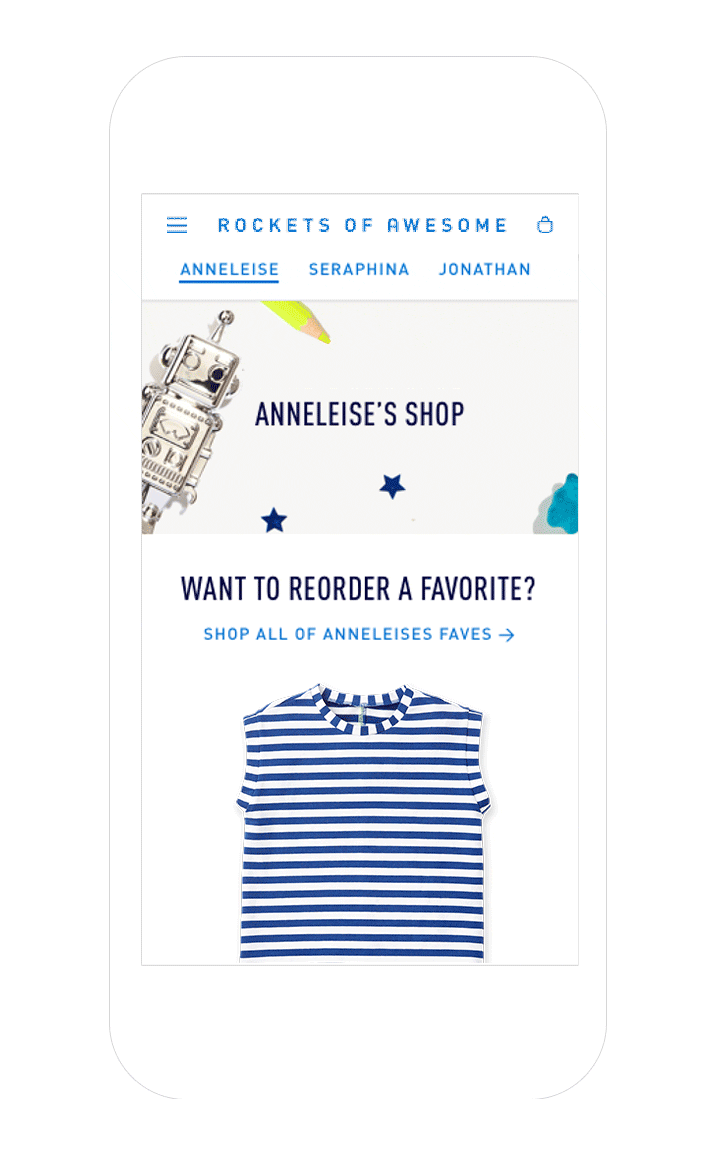 ROCKETS OF AWESOME
ANNELEISE SERAPHINA JONATHAN
ANNELEISE'S SHOP
WANT TO REORDER A FAVORITE?
SHOP ALL OF ANNELEISES FAVES →